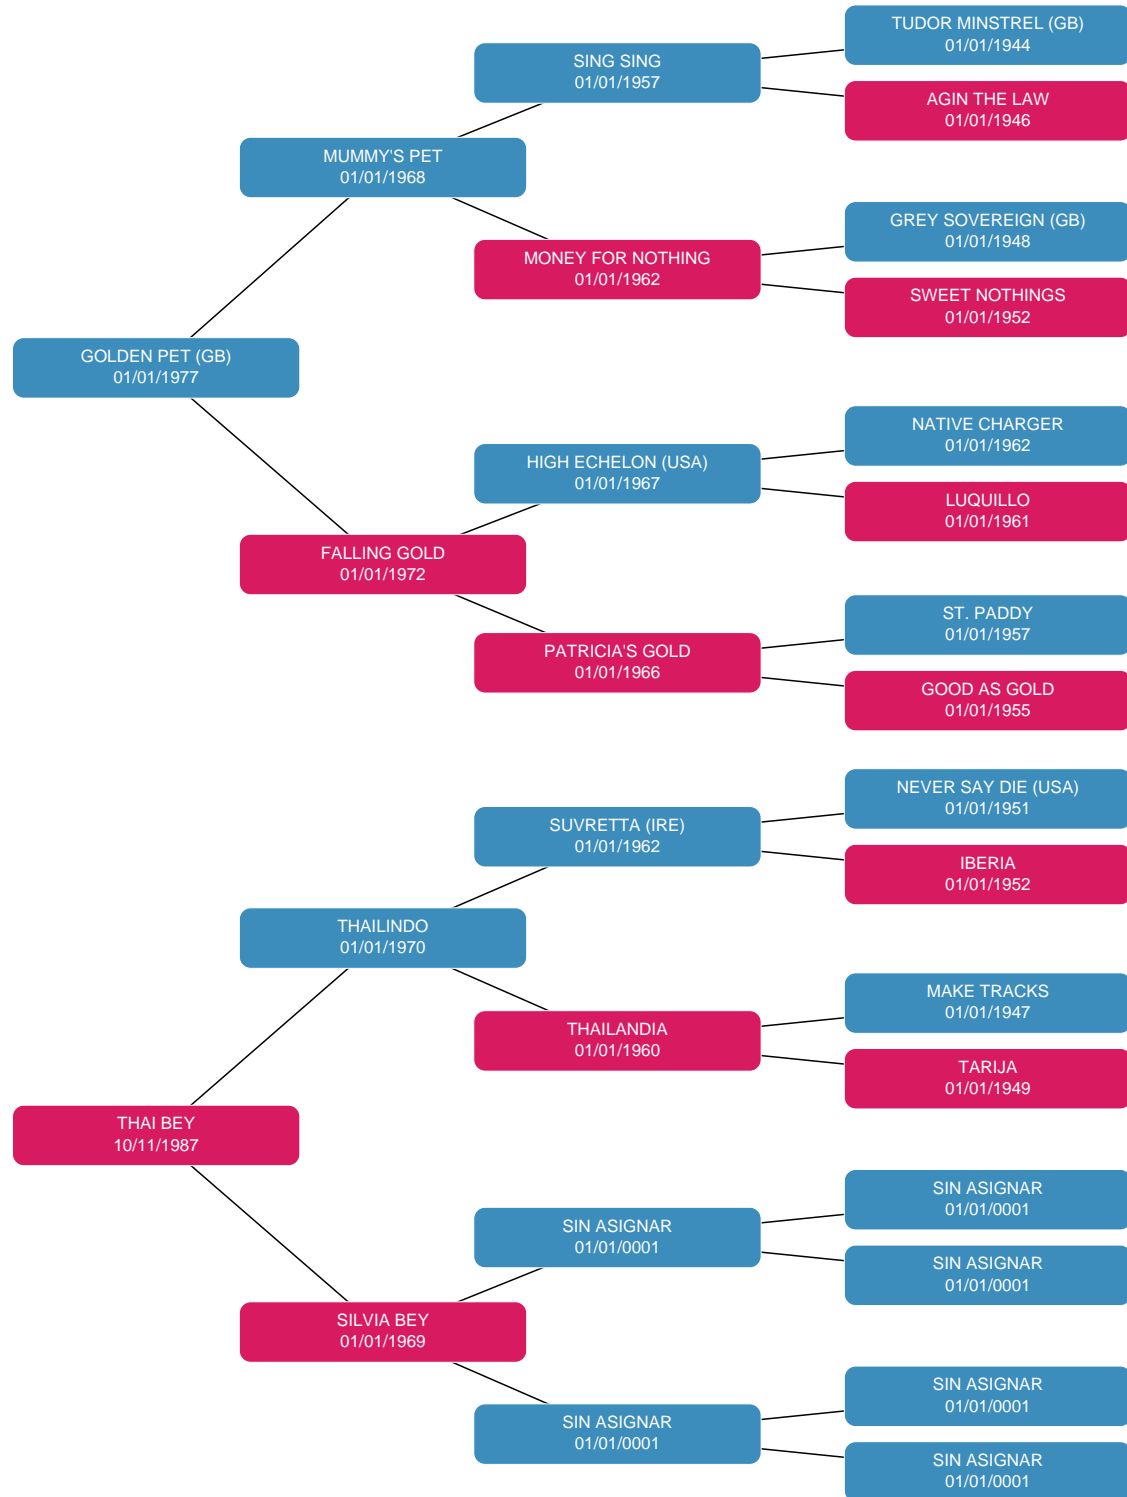 TUDOR MINSTREL (GB)
01/01/1944
SING SING
01/01/1957
AGIN THE LAW
01/01/1946
MUMMY'S PET
01/01/1968
GREY SOVEREIGN (GB)
01/01/1948
MONEY FOR NOTHING
01/01/1962
SWEET NOTHINGS
01/01/1952
GOLDEN PET (GB)
01/01/1977
NATIVE CHARGER
01/01/1962
HIGH ECHELON (USA)
01/01/1967
LUQUILLO
01/01/1961
FALLING GOLD
01/01/1972
ST. PADDY
01/01/1957
PATRICIA'S GOLD
01/01/1966
GOOD AS GOLD
01/01/1955
NEVER SAY DIE (USA)
01/01/1951
SUVRETTA (IRE)
01/01/1962
IBERIA
01/01/1952
THAILINDO
01/01/1970
MAKE TRACKS
01/01/1947
THAILANDIA
01/01/1960
TARIJA
01/01/1949
THAI BEY
10/11/1987
SIN ASIGNAR
01/01/0001
SIN ASIGNAR
01/01/0001
SIN ASIGNAR
01/01/0001
SILVIA BEY
01/01/1969
SIN ASIGNAR
01/01/0001
SIN ASIGNAR
01/01/0001
SIN ASIGNAR
01/01/0001